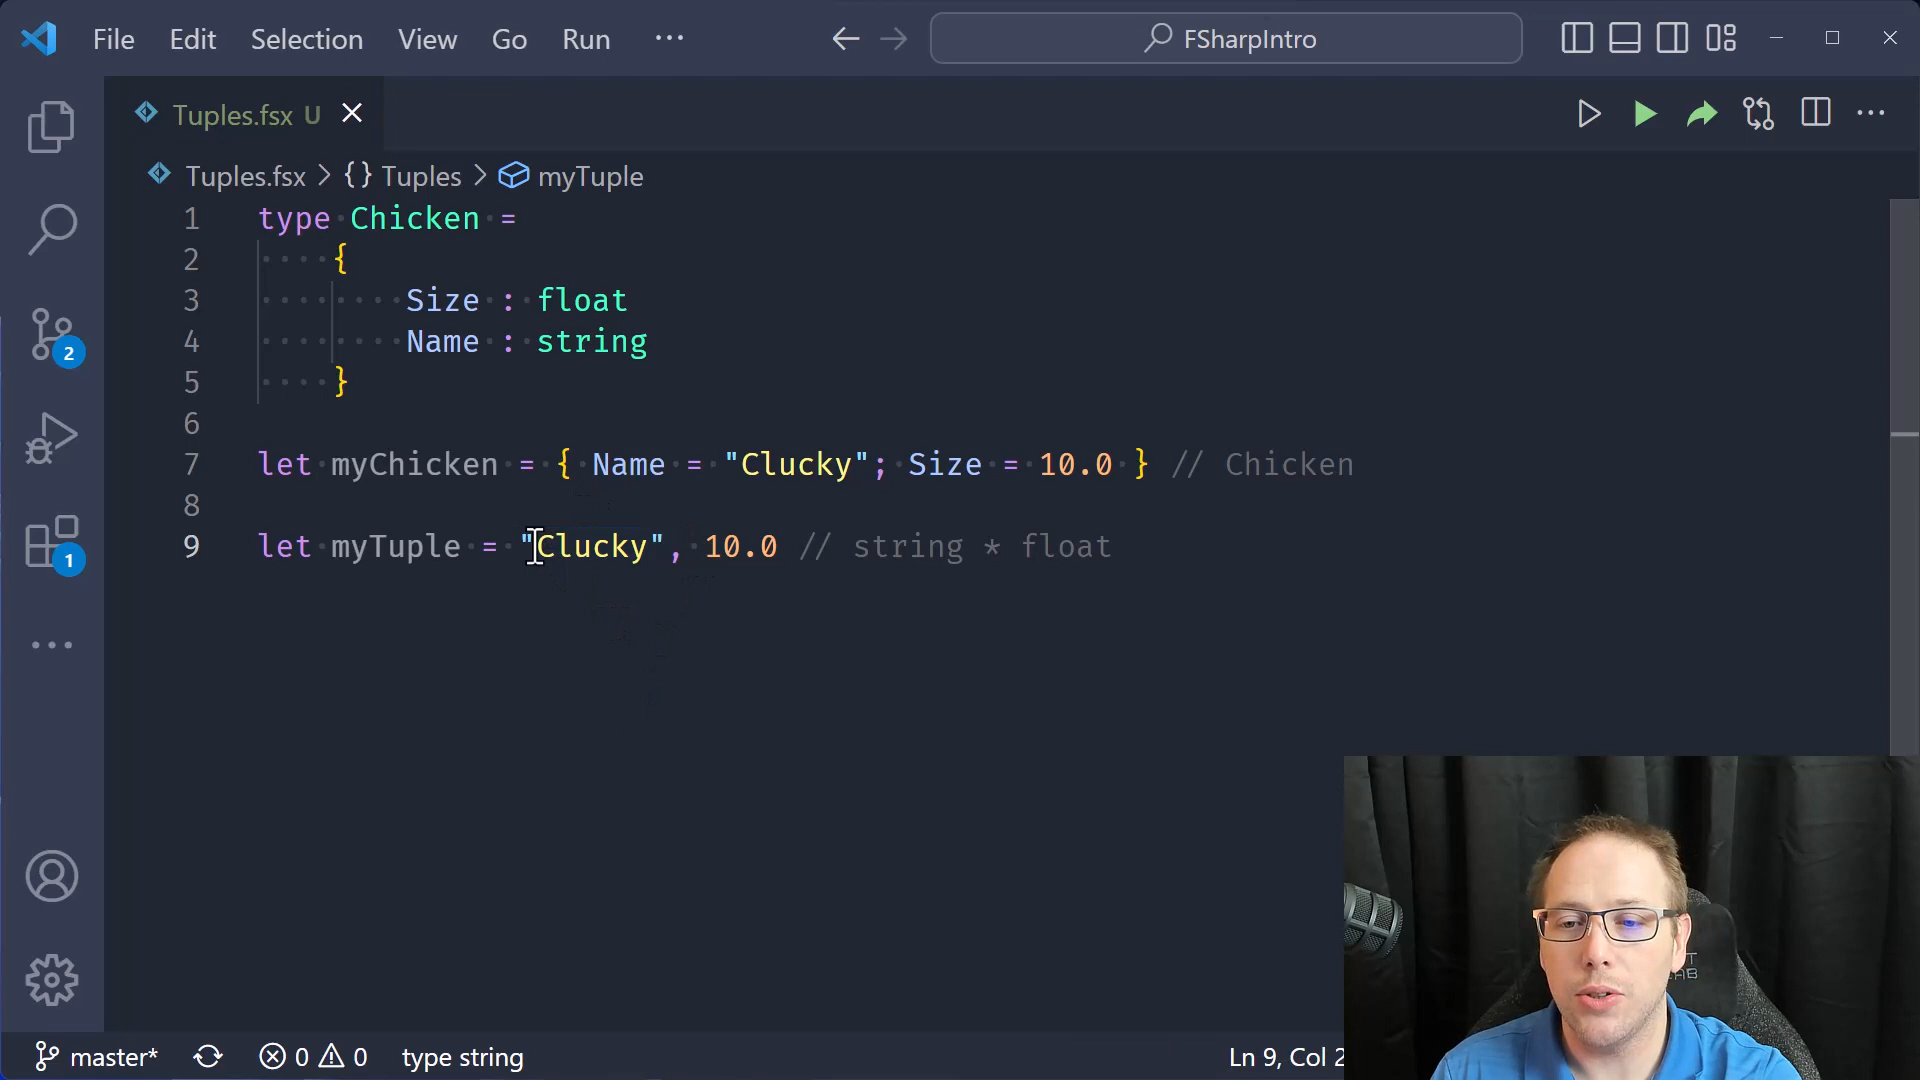 File Edit Selection View Go Run ··· FSharpIntro
Tuples.fsx U
Tuples.fsx > {} Tuples > myTuple
1 type Chicken =
2 {
3 Size : float
4 Name : string
5 }
6
7 let myChicken = { Name = "Clucky"; Size = 10.0 } // Chicken
8
9 let myTuple = "Clucky", 10.0 // string * float
2
1
master* 0 0 type string Ln 9, Col 2